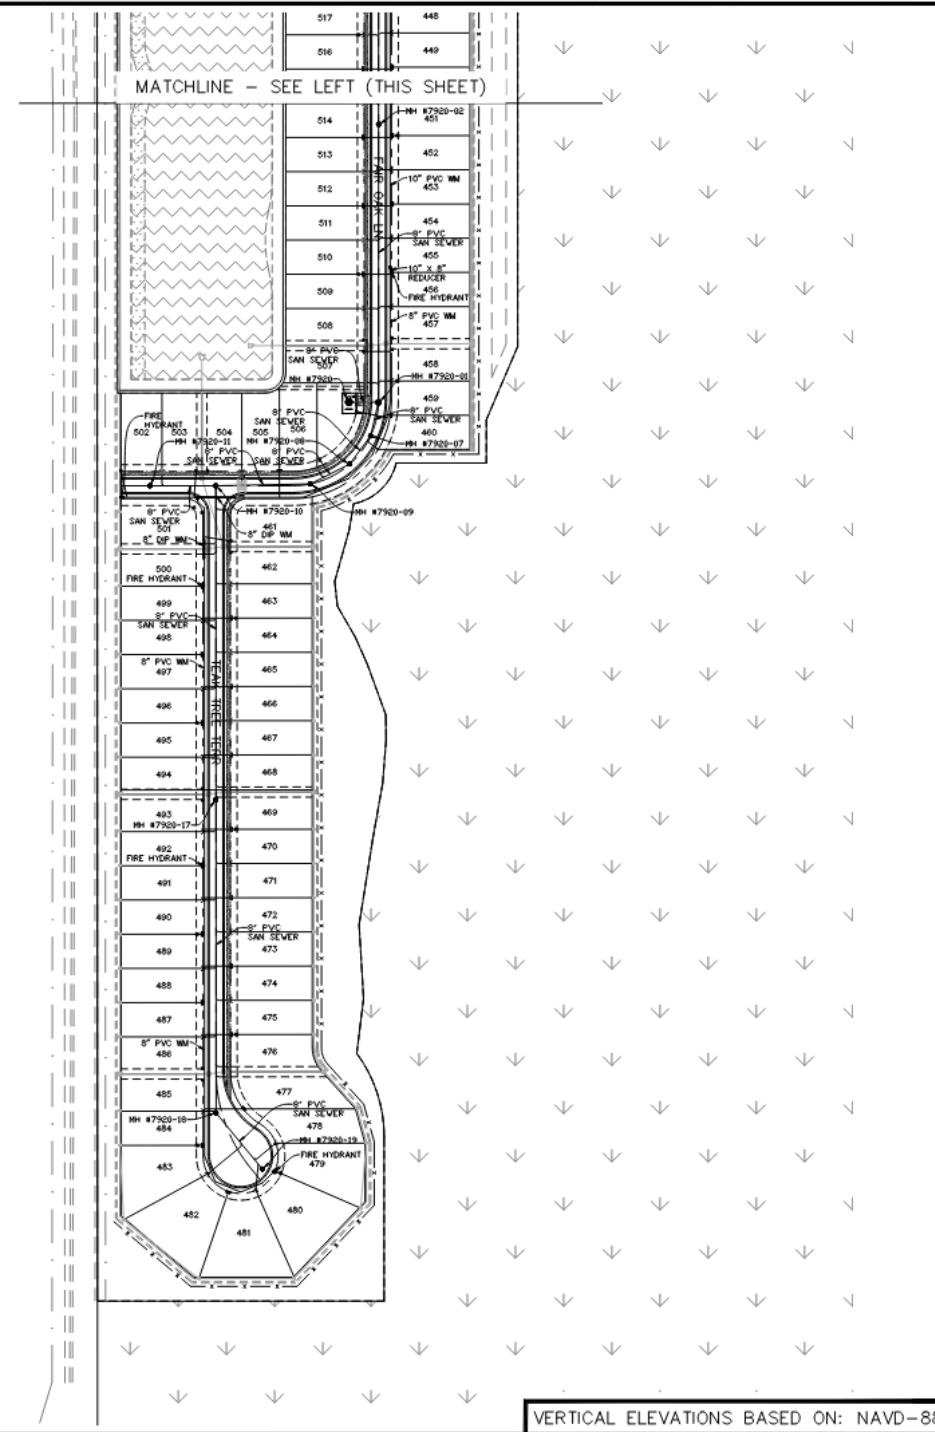 517
448
516
449
MATCHLINE - SEE LEFT (THIS SHEET)
MH #7920-02
514
451
513
452
FAIR OAK LN
10" PVC WM
512
453
511
454
8" PVC
SAN SEWER
510
455
10" X 8"
REDUCER
509
456
FIRE HYDRANT
8" PVC WM
508
457
8" PVC
SAN SEWER
507
458
MH #7920
MH #7920-01
459
8" PVC
SAN SEWER
8" PVC
SAN SEWER
FIRE
HYDRANT
502
503
504
505
506
460
MH #7920-11
MH #7920-08
MH #7920-07
8" PVC
SAN SEWER
8" PVC
SAN SEWER
8" PVC
SAN SEWER
MH #7920-10
MH #7920-09
501
461
8" DIP WM
8" DIP WM
500
462
FIRE HYDRANT
499
463
8" PVC
SAN SEWER
498
464
8" PVC WM
497
465
TEAK TREE TERR
496
466
495
467
494
468
493
469
MH #7920-17
492
470
FIRE HYDRANT
491
471
490
472
8" PVC
SAN SEWER
489
473
488
474
487
475
8" PVC WM
486
476
485
477
8" PVC
SAN SEWER
MH #7920-18
484
478
MH #7920-19
FIRE HYDRANT
483
479
482
480
481
VERTICAL ELEVATIONS BASED ON: NAVD-88